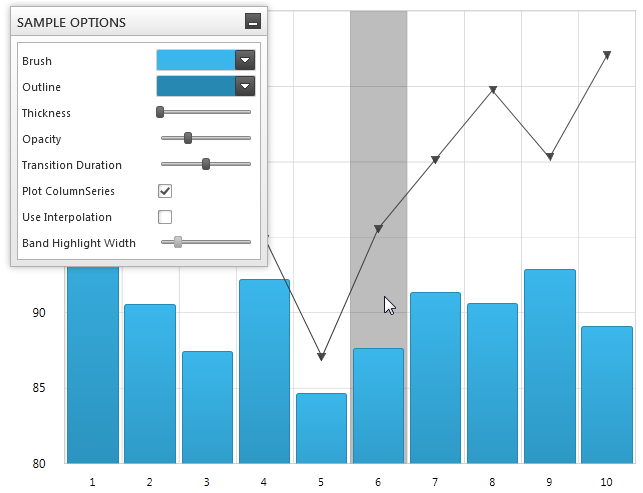 SAMPLE OPTIONS
Brush
Outline
Thickness
Opacity
Transition Duration
Plot ColumnSeries
Use Interpolation
Band Highlight Width
90
85
80
1 2 3 4 5 6 7 8 9 10